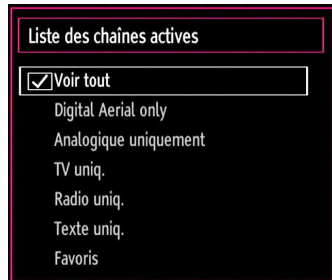 Liste des chaînes actives
Voir tout
Digital Aerial only
Analogique uniquement
TV uniq.
Radio uniq.
Texte uniq.
Favoris